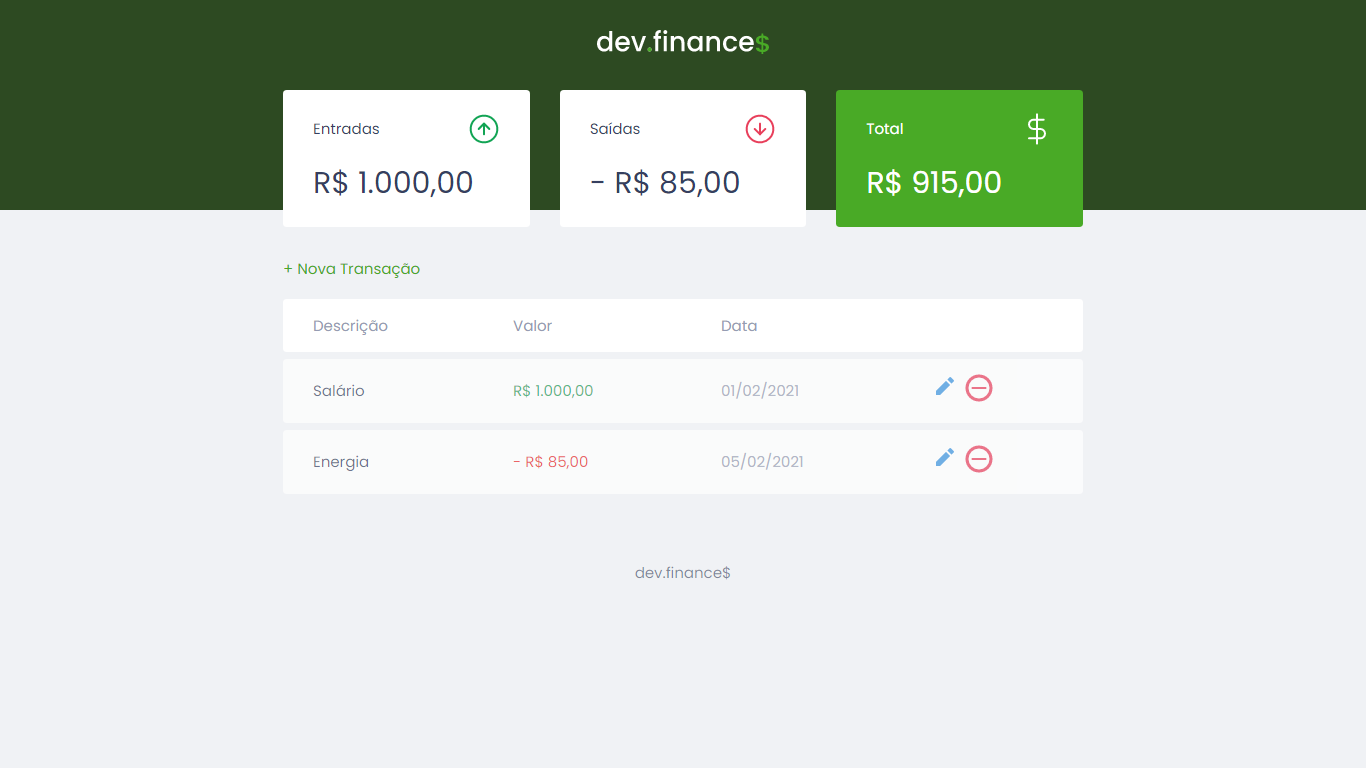 dev.finance$
Entradas
R$ 1.000,00
Saídas
- R$ 85,00
Total
$
R$ 915,00
+ Nova Transação
Descrição Valor Data
Salário R$ 1.000,00 01/02/2021
Energia - R$ 85,00 05/02/2021
dev.finance$